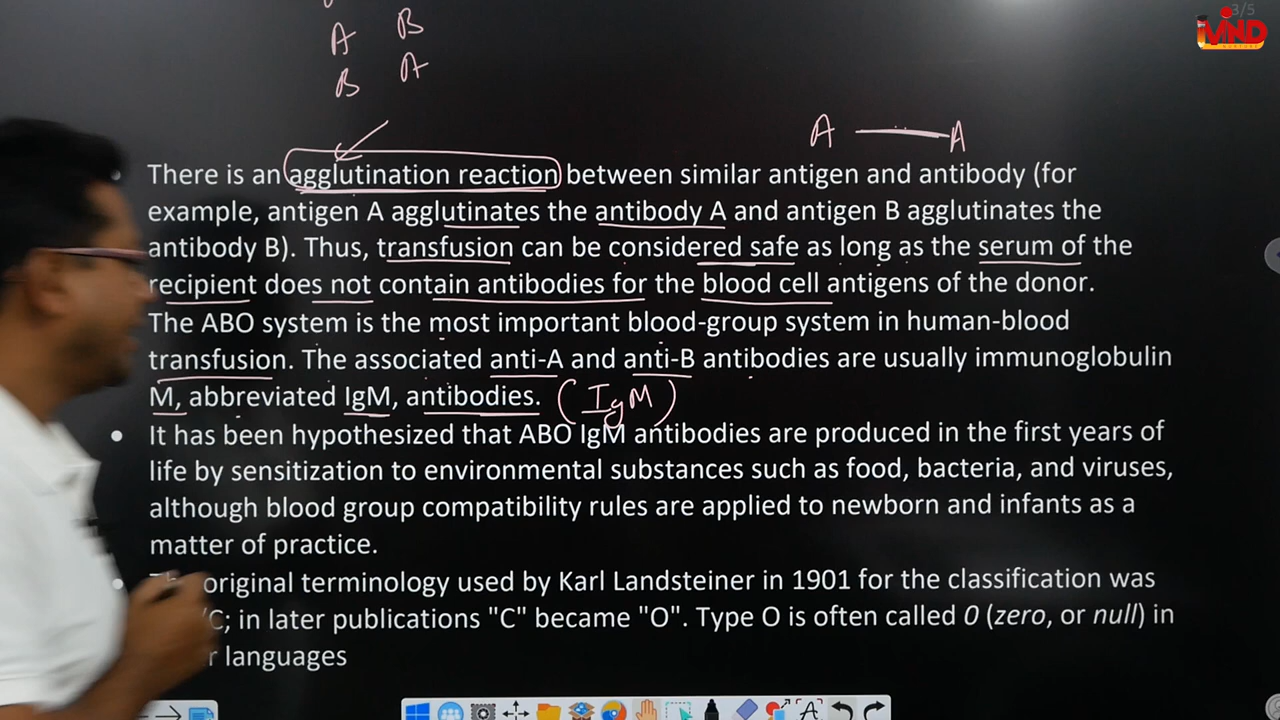 3/5
iMIND
NURTURE
A B
B A
A — A
There is an agglutination reaction between similar antigen and antibody (for
example, antigen A agglutinates the antibody A and antigen B agglutinates the
antibody B). Thus, transfusion can be considered safe as long as the serum of the
recipient does not contain antibodies for the blood cell antigens of the donor.
The ABO system is the most important blood-group system in human-blood
transfusion. The associated anti-A and anti-B antibodies are usually immunoglobulin
M, abbreviated IgM, antibodies. (IgM)
• It has been hypothesized that ABO IgM antibodies are produced in the first years of
life by sensitization to environmental substances such as food, bacteria, and viruses,
although blood group compatibility rules are applied to newborn and infants as a
matter of practice.
original terminology used by Karl Landsteiner in 1901 for the classification was
/C; in later publications "C" became "O". Type O is often called 0 (zero, or null) in
languages